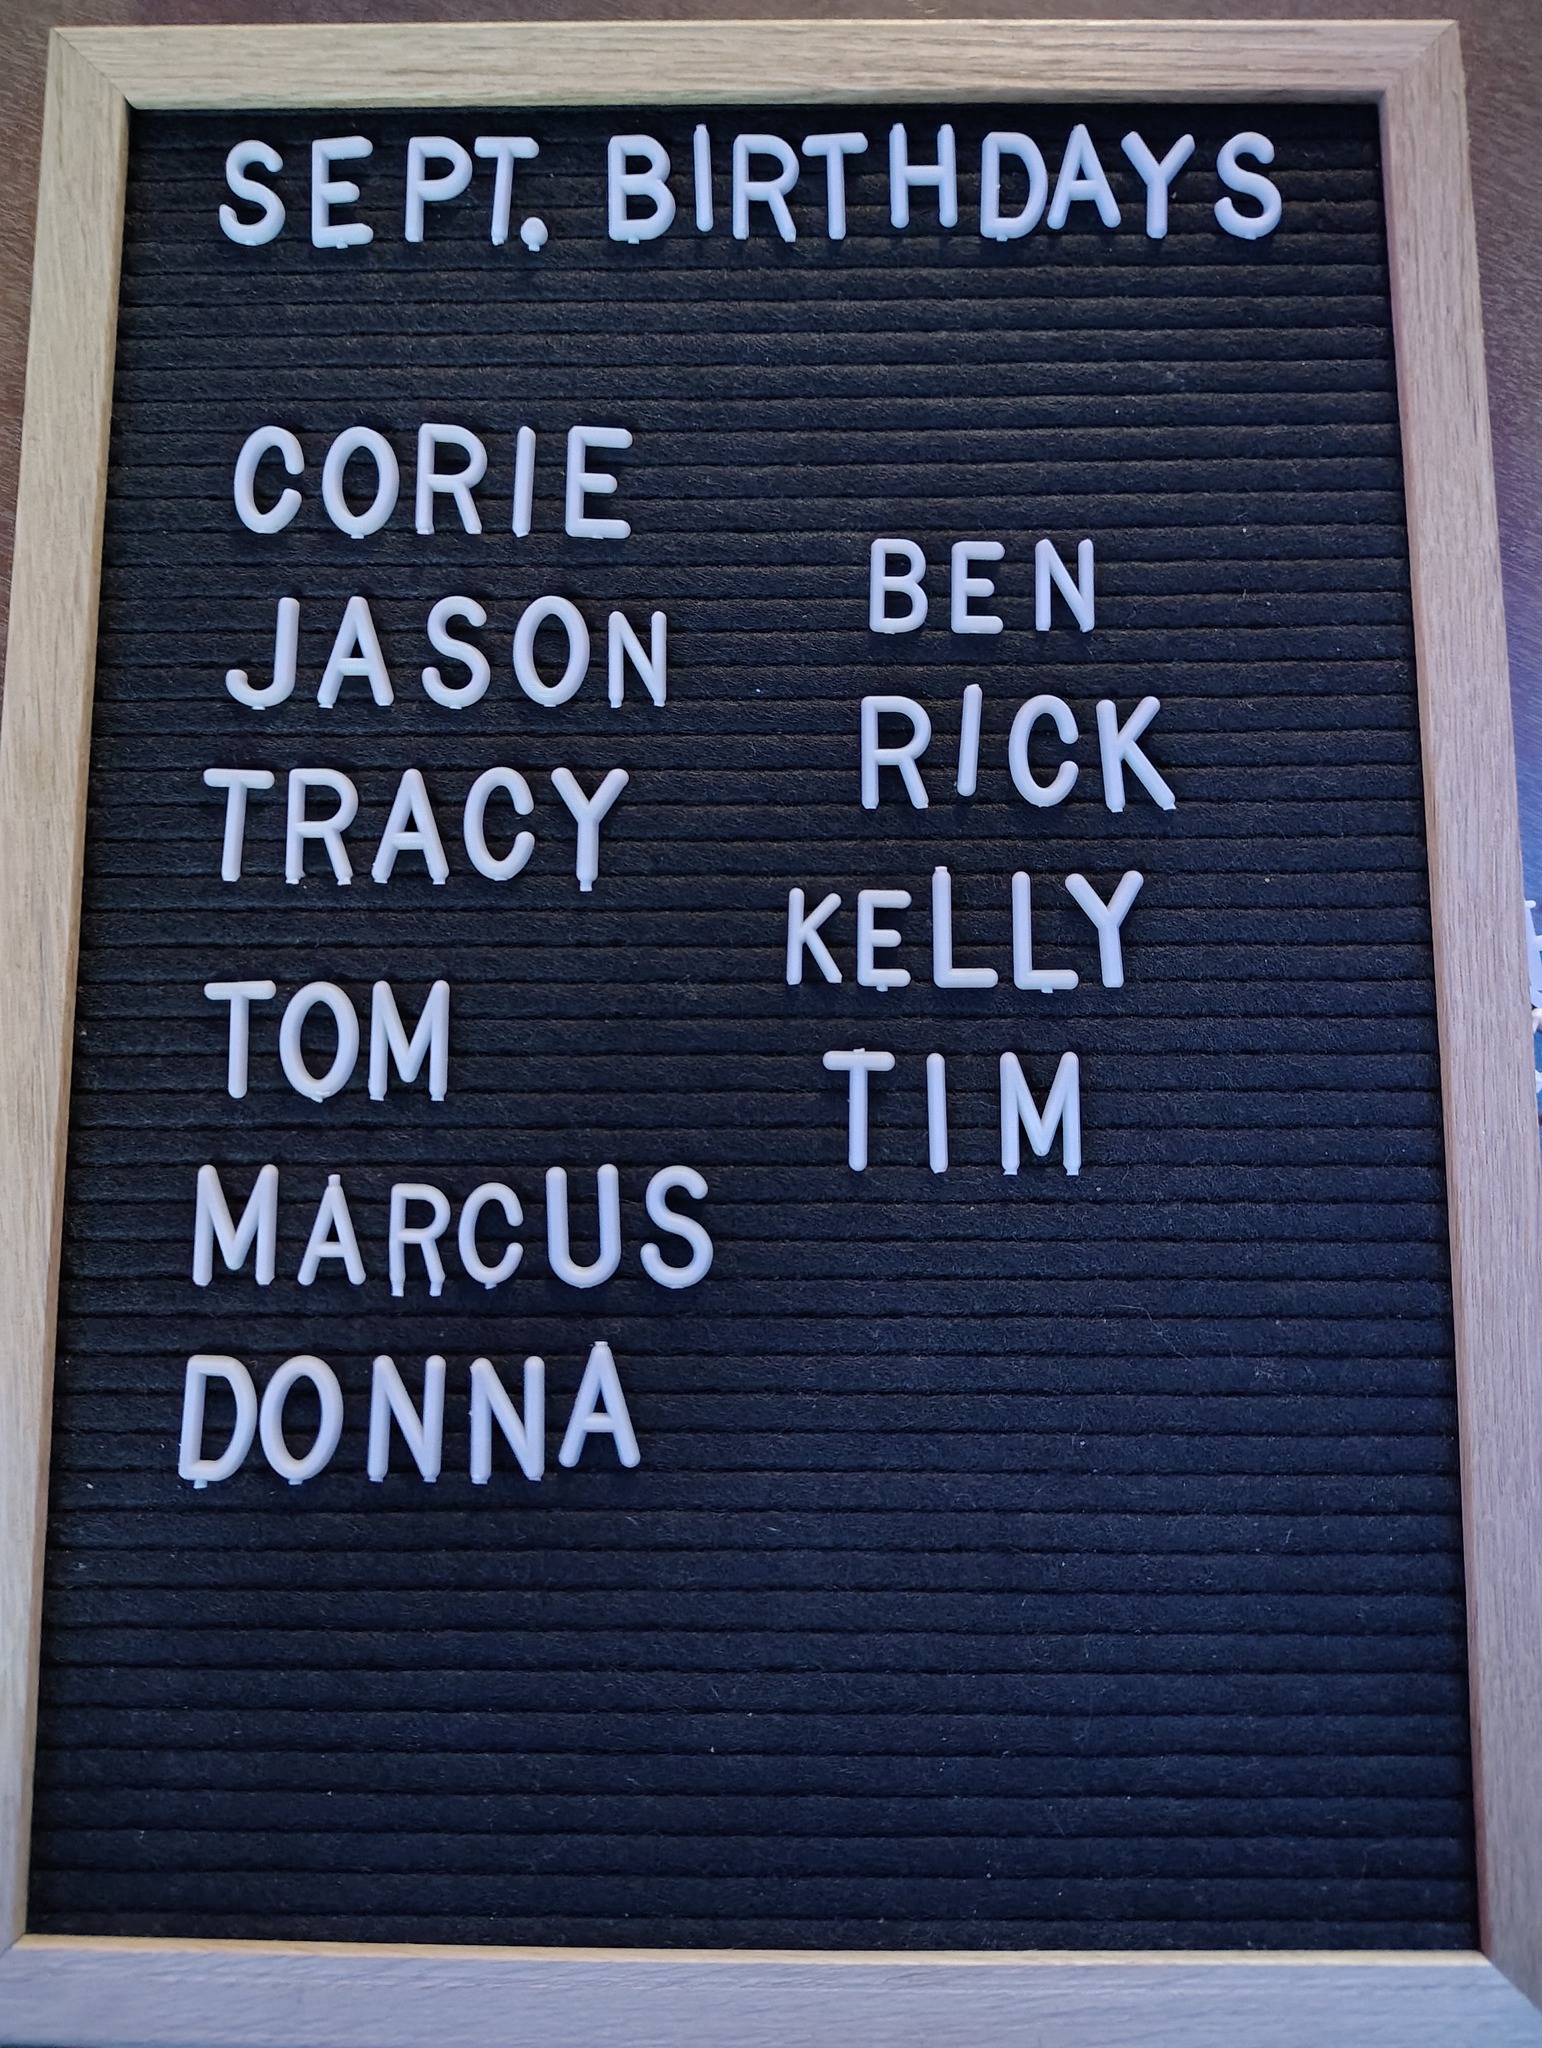 SEPT. BIRTHDAYS
CORIE
JASON
TRACY
TOM
MARCUS
DONNA
BEN
RICK
KELLY
TIM